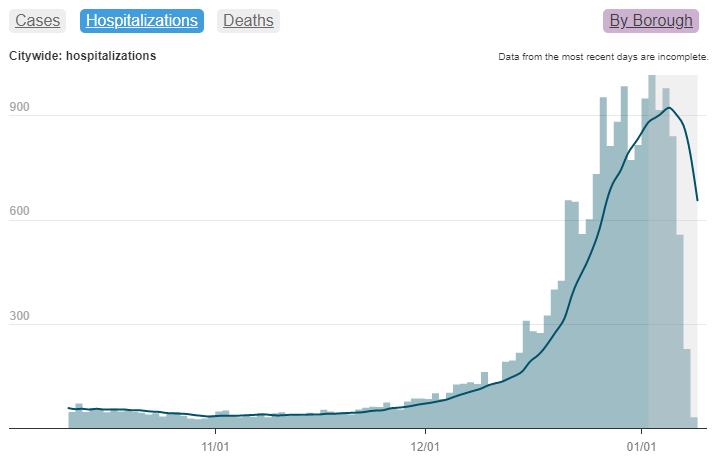 Cases Hospitalizations Deaths By Borough
Citywide: hospitalizations Data from the most recent days are incomplete.
900
600
300
11/01 12/01 01/01